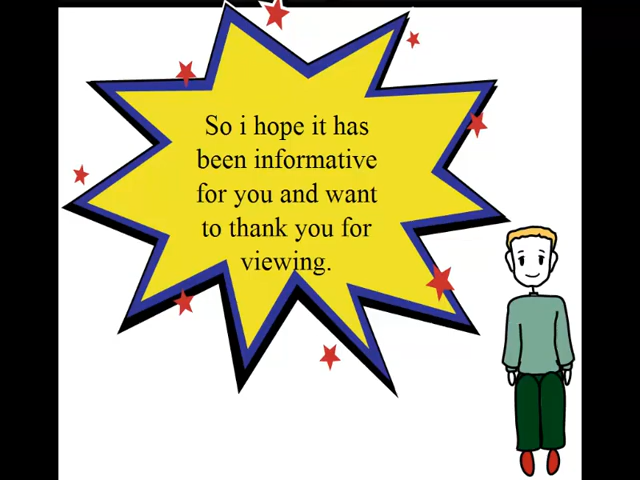 So i hope it has
been informative
for you and want
to thank you for
viewing.